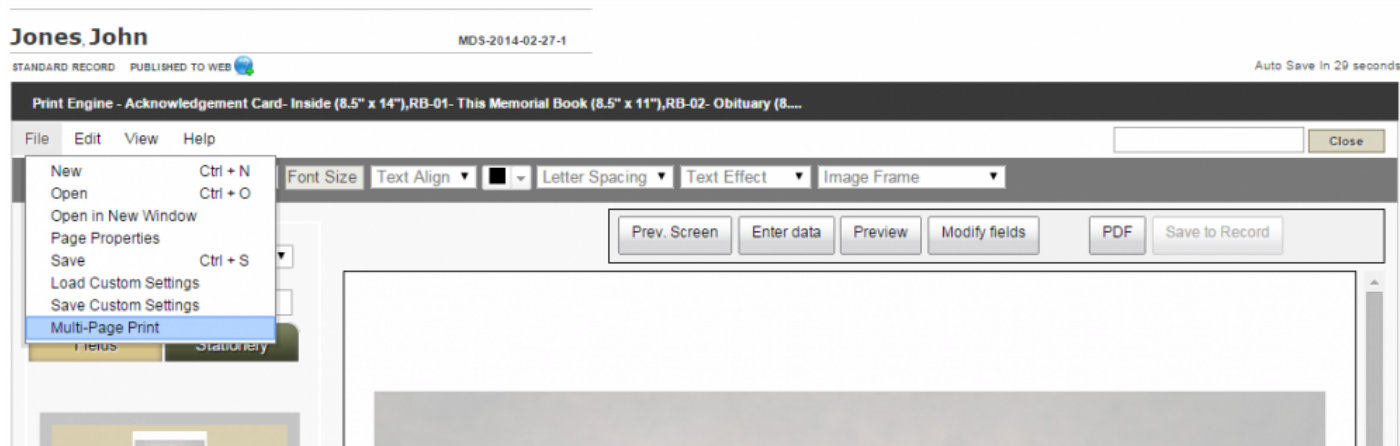 Jones, John
MDS-2014-02-27-1
STANDARD RECORD PUBLISHED TO WEB
Auto Save In 29 seconds
Print Engine - Acknowledgement Card- Inside (8.5" x 14"),RB-01- This Memorial Book (8.5" x 11"),RB-02- Obituary (8....
File Edit View Help
Close
New Ctrl + N
Open Ctrl + O
Open in New Window
Page Properties
Save Ctrl + S
Load Custom Settings
Save Custom Settings
Multi-Page Print
Font Size Text Align Letter Spacing Text Effect Image Frame
Prev. Screen Enter data Preview Modify fields PDF Save to Record
Fields Stationery